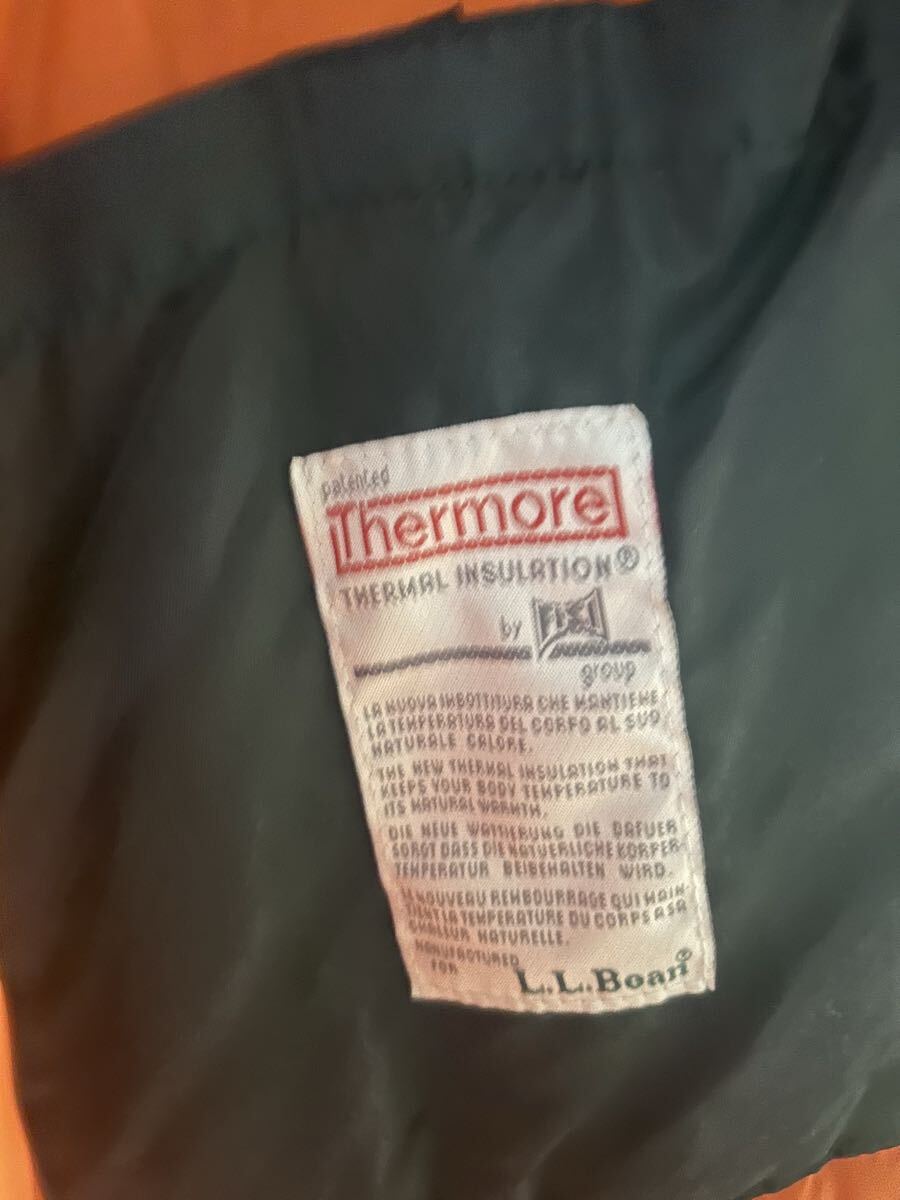 patented
Thermore
THERMAL INSULATION®
by FISI
group
LA NUOVA IMBOTTITURA CHE MANTIENE
LA TEMPERATURA DEL CORPO AL SUO
NATURALE CALORE.
THE NEW THERMAL INSULATION THAT
KEEPS YOUR BODY TEMPERATURE TO
ITS NATURAL WARMTH.
DIE NEUE WATTIERUNG DIE DAFUER
SORGT DASS DIE NATUERLICHE KORPER-
TEMPERATUR BEIBEHALTEN WIRD.
NOUVEAU REMBOURRAGE QUI MAIN-
TIENT LA TEMPERATURE DU CORPS A SA
CHALLUR NATURELLE.
MANUFACTURED
FOR L.L.Bean®